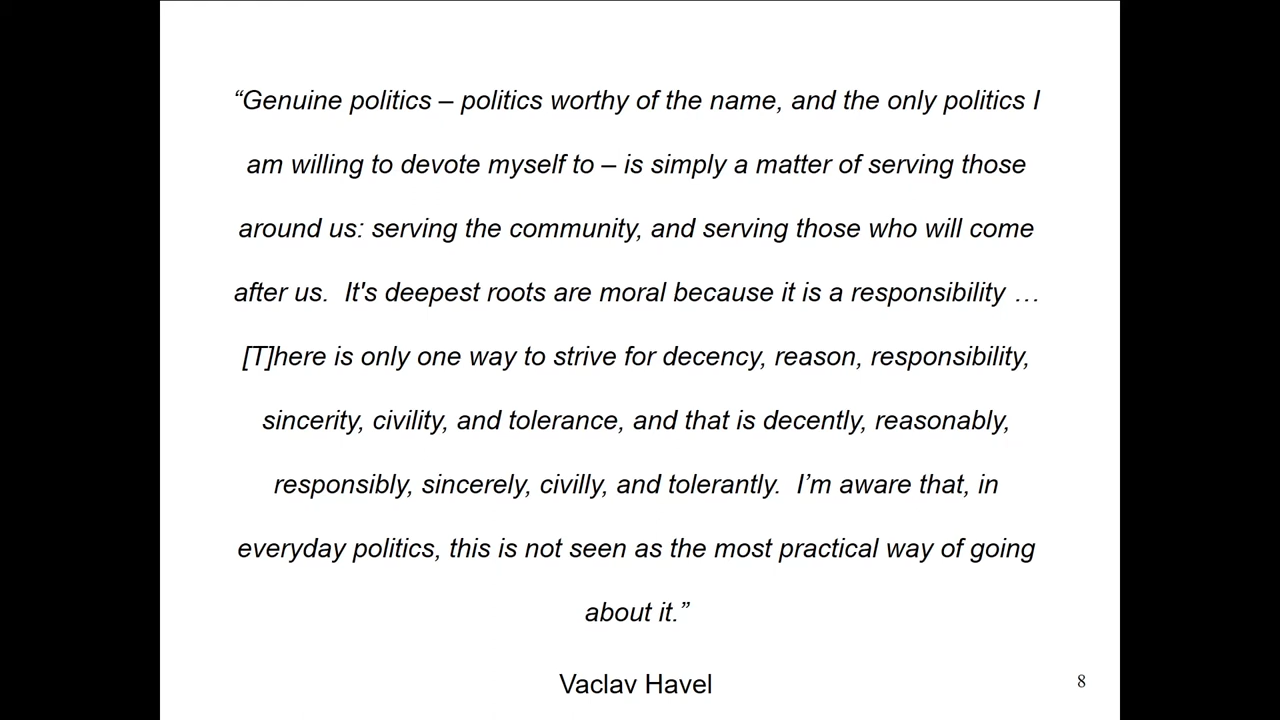 “Genuine politics – politics worthy of the name, and the only politics I
am willing to devote myself to – is simply a matter of serving those
around us: serving the community, and serving those who will come
after us.  It's deepest roots are moral because it is a responsibility …
[T]here is only one way to strive for decency, reason, responsibility,
sincerity, civility, and tolerance, and that is decently, reasonably,
responsibly, sincerely, civilly, and tolerantly.  I’m aware that, in
everyday politics, this is not seen as the most practical way of going
about it.”
Vaclav Havel
8